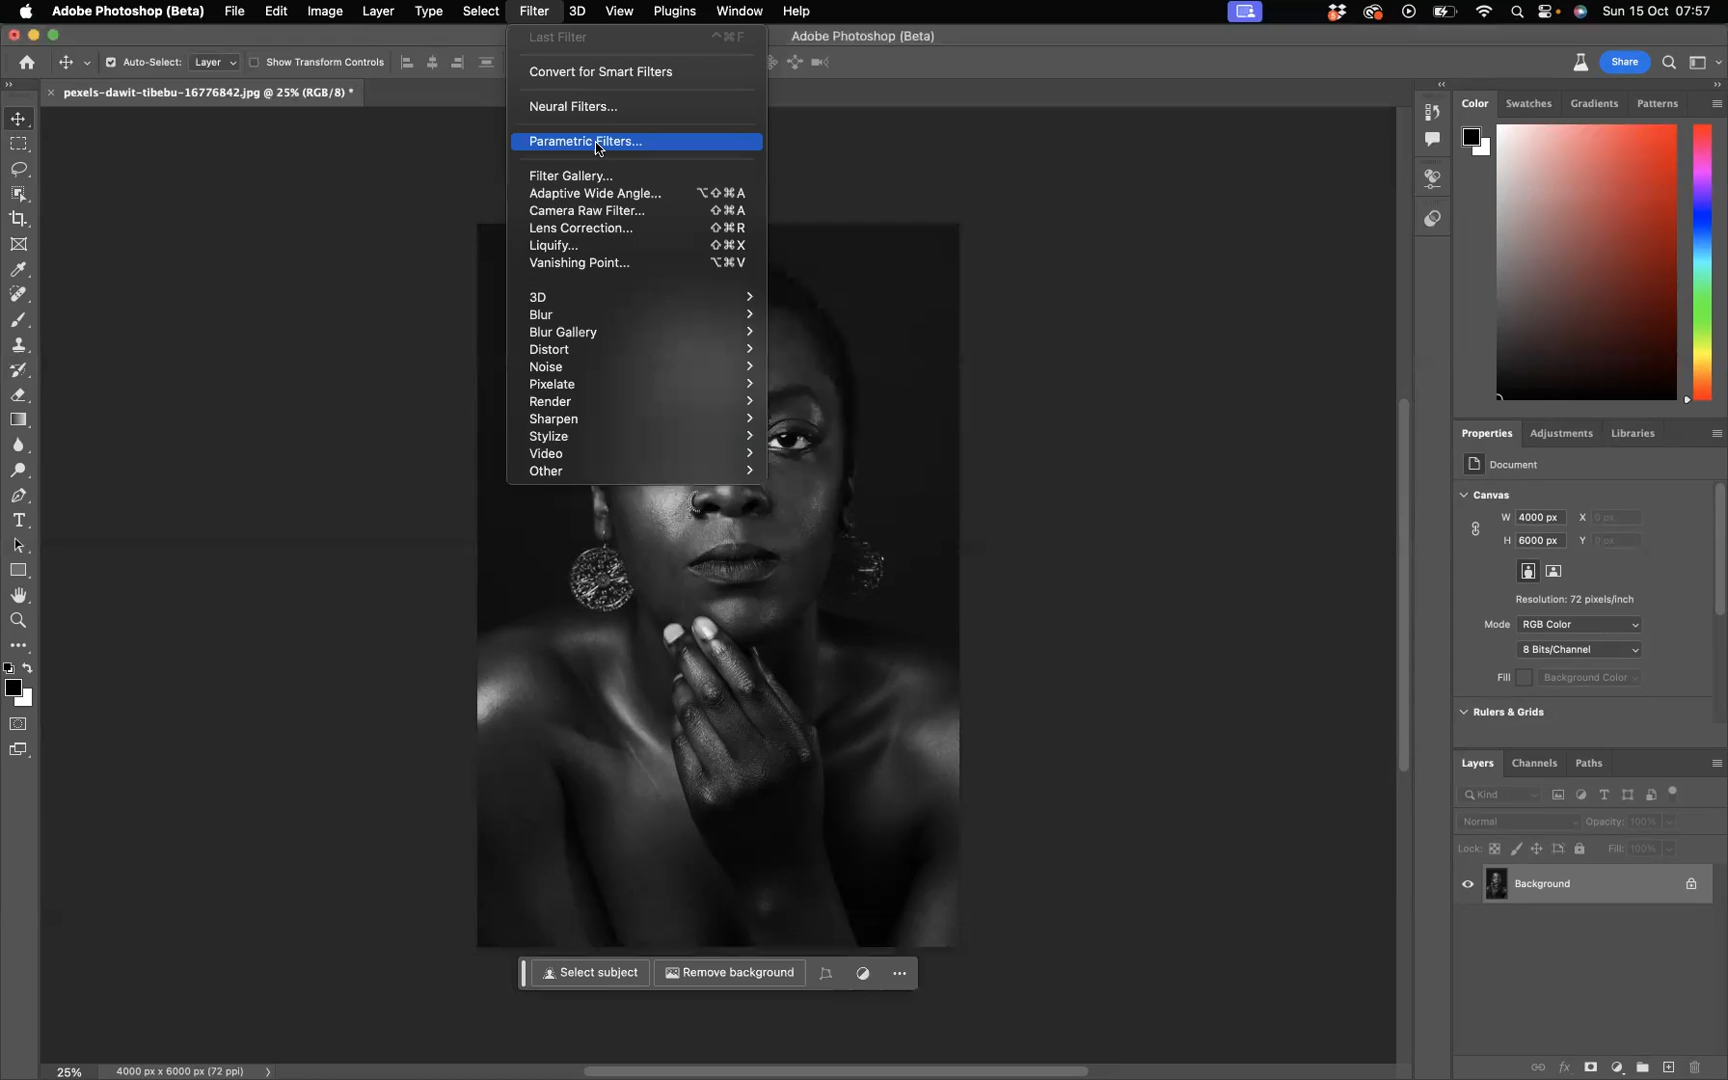 Adobe Photoshop (Beta) File Edit Image Layer Type Select Filter 3D View Plugins Window Help Sun 15 Oct 07:57
Adobe Photoshop (Beta)
Auto-Select: Layer Show Transform Controls Share
pexels-dawit-tibebu-16776842.jpg @ 25% (RGB/8) *
Last Filter ^⌘F
Convert for Smart Filters
Neural Filters...
Parametric Filters...
Filter Gallery...
Adaptive Wide Angle... ⌥⇧⌘A
Camera Raw Filter... ⇧⌘A
Lens Correction... ⇧⌘R
Liquify... ⇧⌘X
Vanishing Point... ⌥⌘V
3D
Blur
Blur Gallery
Distort
Noise
Pixelate
Render
Sharpen
Stylize
Video
Other
Color Swatches Gradients Patterns
Properties Adjustments Libraries
Document
Canvas
W 4000 px X 0 px
H 6000 px Y 0 px
Resolution: 72 pixels/inch
Mode RGB Color
8 Bits/Channel
Fill Background Color
Rulers & Grids
Layers Channels Paths
Kind
Normal Opacity: 100%
Lock: Fill: 100%
Background
Select subject Remove background
25% 4000 px x 6000 px (72 ppi)